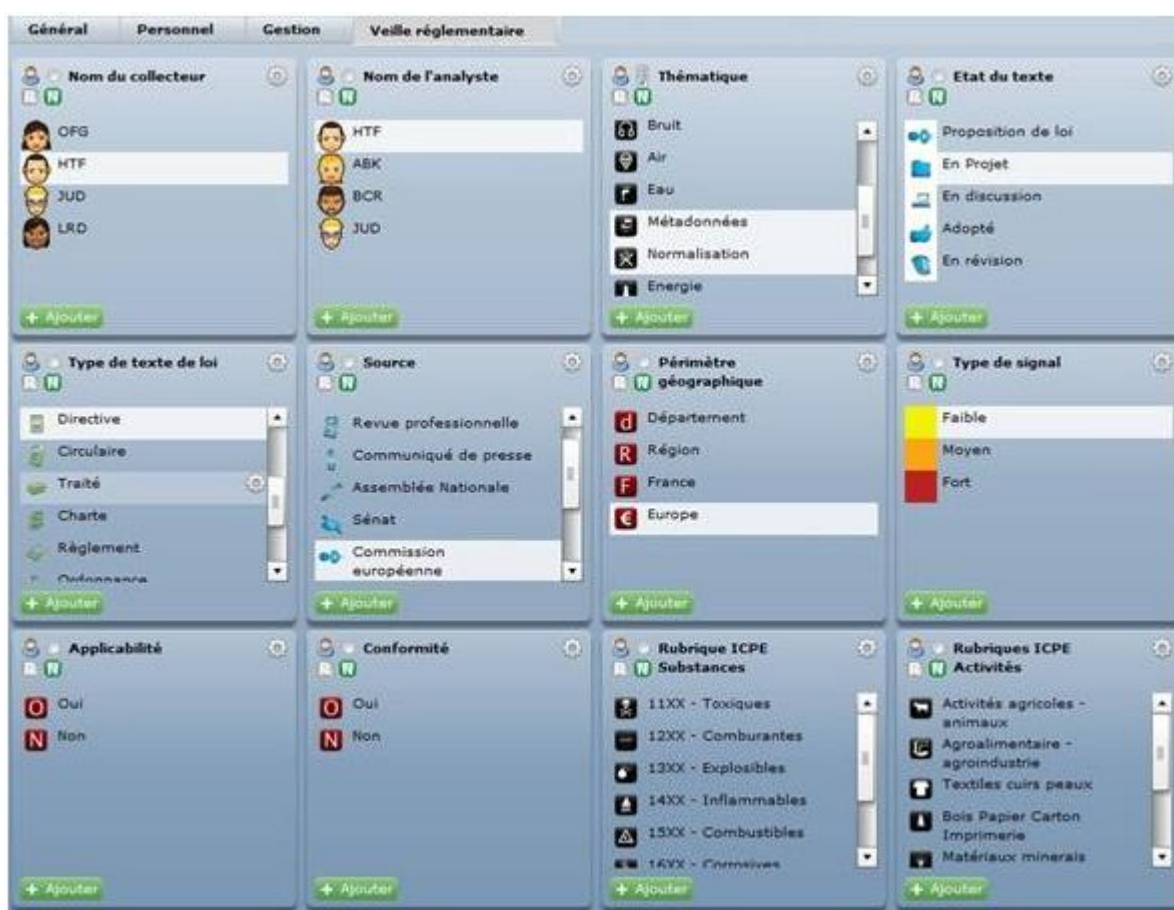 Général Personnel Gestion Veille réglementaire
Nom du collecteur
N
OFG
HTF
JUD
LRD
+ Ajouter
Nom de l'analyste
N
HTF
ABK
BCR
JUD
+ Ajouter
Thématique
N
Bruit
Air
Eau
Métadonnées
Normalisation
Energie
+ Ajouter
Etat du texte
N
Proposition de loi
En Projet
En discussion
Adopté
En révision
+ Ajouter
Type de texte de loi
N
Directive
Circulaire
Traité
Charte
Règlement
Ordonnance
+ Ajouter
Source
N
Revue professionnelle
Communiqué de presse
Assemblée Nationale
Sénat
Commission
européenne
+ Ajouter
Périmètre
N géographique
d Département
R Région
F France
€ Europe
+ Ajouter
Type de signal
N
Faible
Moyen
Fort
+ Ajouter
Applicabilité
N
O Oui
N Non
+ Ajouter
Conformité
N
O Oui
N Non
+ Ajouter
Rubrique ICPE
N Substances
11XX - Toxiques
12XX - Comburantes
13XX - Explosibles
14XX - Inflammables
15XX - Combustibles
16XX - Corrosives
+ Ajouter
Rubriques ICPE
N Activités
Activités agricoles -
animaux
Agroalimentaire -
agroindustrie
Textiles cuirs peaux
Bois Papier Carton
Imprimerie
Matériaux minerais
+ Ajouter